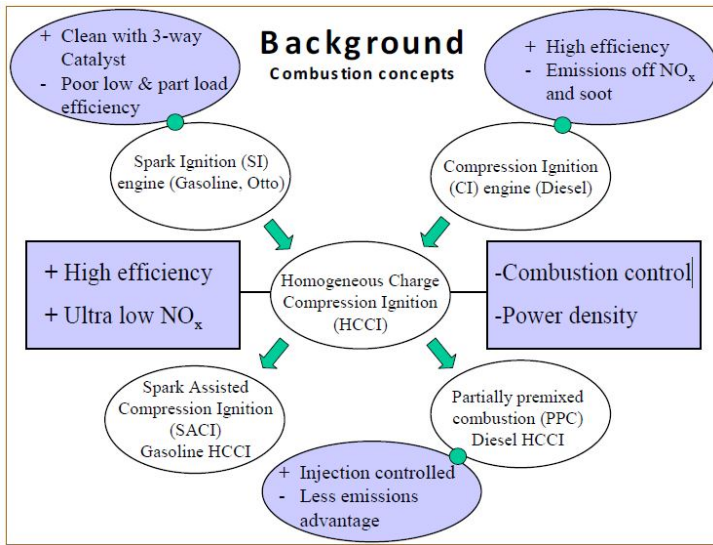 Background
Combustion concepts
+ Clean with 3-way
Catalyst
- Poor low & part load
efficiency
+ High efficiency
- Emissions off NOx
and soot
Spark Ignition (SI)
engine (Gasoline, Otto)
Compression Ignition
(CI) engine (Diesel)
+ High efficiency
+ Ultra low NOx
Homogeneous Charge
Compression Ignition
(HCCI)
-Combustion control
-Power density
Spark Assisted
Compression Ignition
(SACI)
Gasoline HCCI
Partially premixed
combustion (PPC)
Diesel HCCI
+ Injection controlled
- Less emissions
advantage